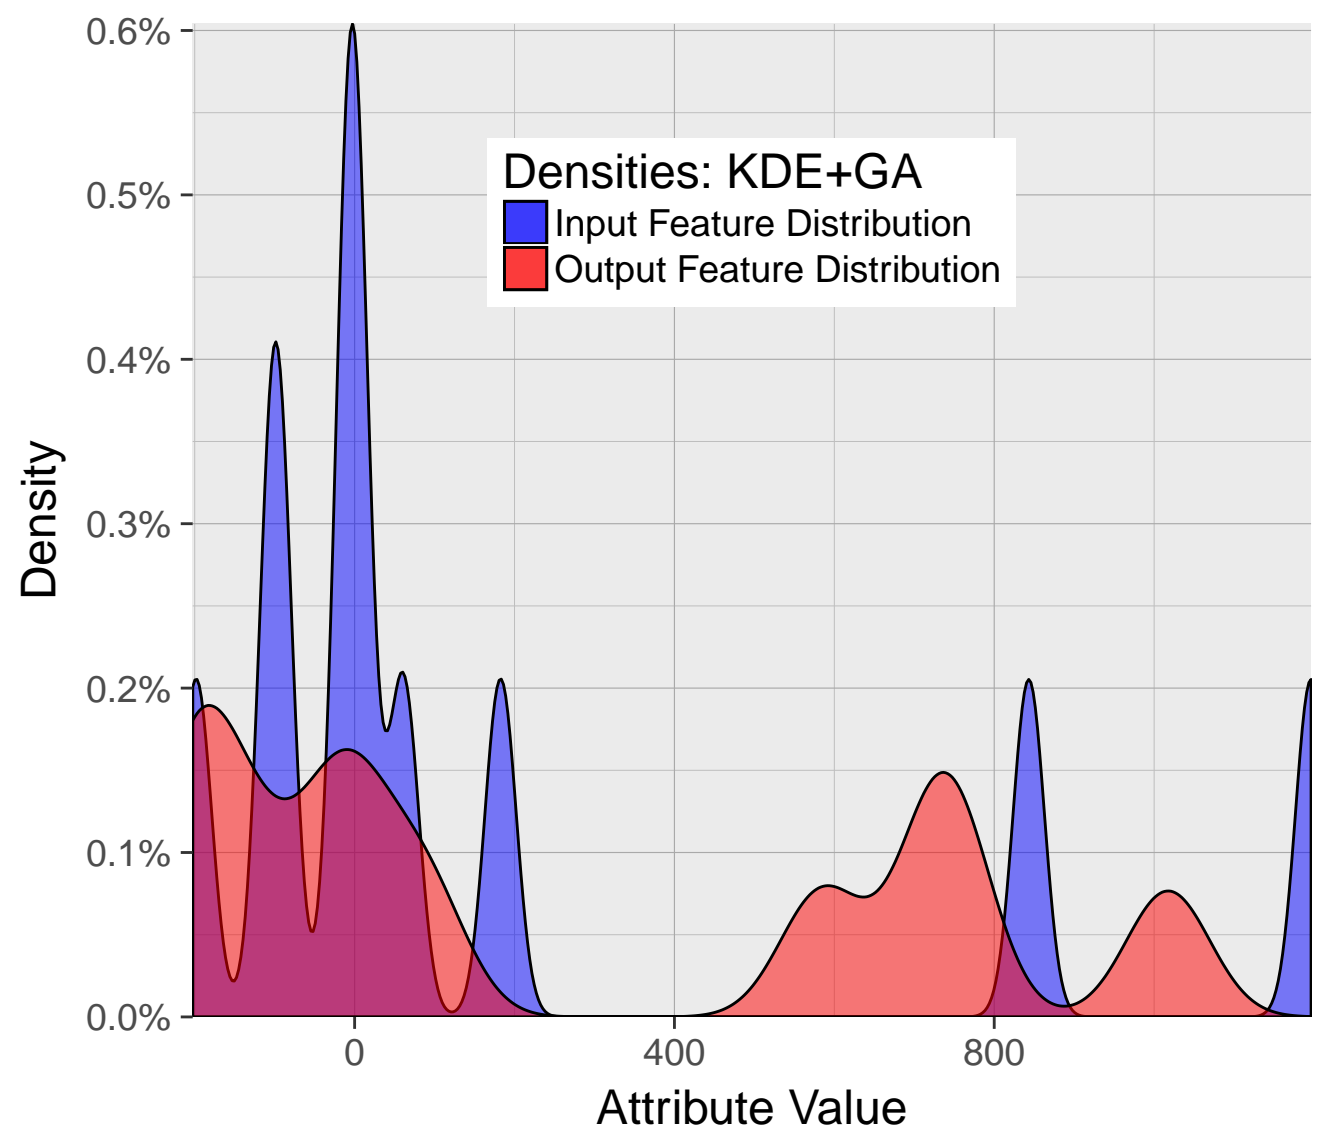 0.6%
0.5%
0.4%
0.3%
0.2%
0.1%
0.0%
Density
Densities: KDE+GA
Input Feature Distribution
Output Feature Distribution
0 400 800
Attribute Value